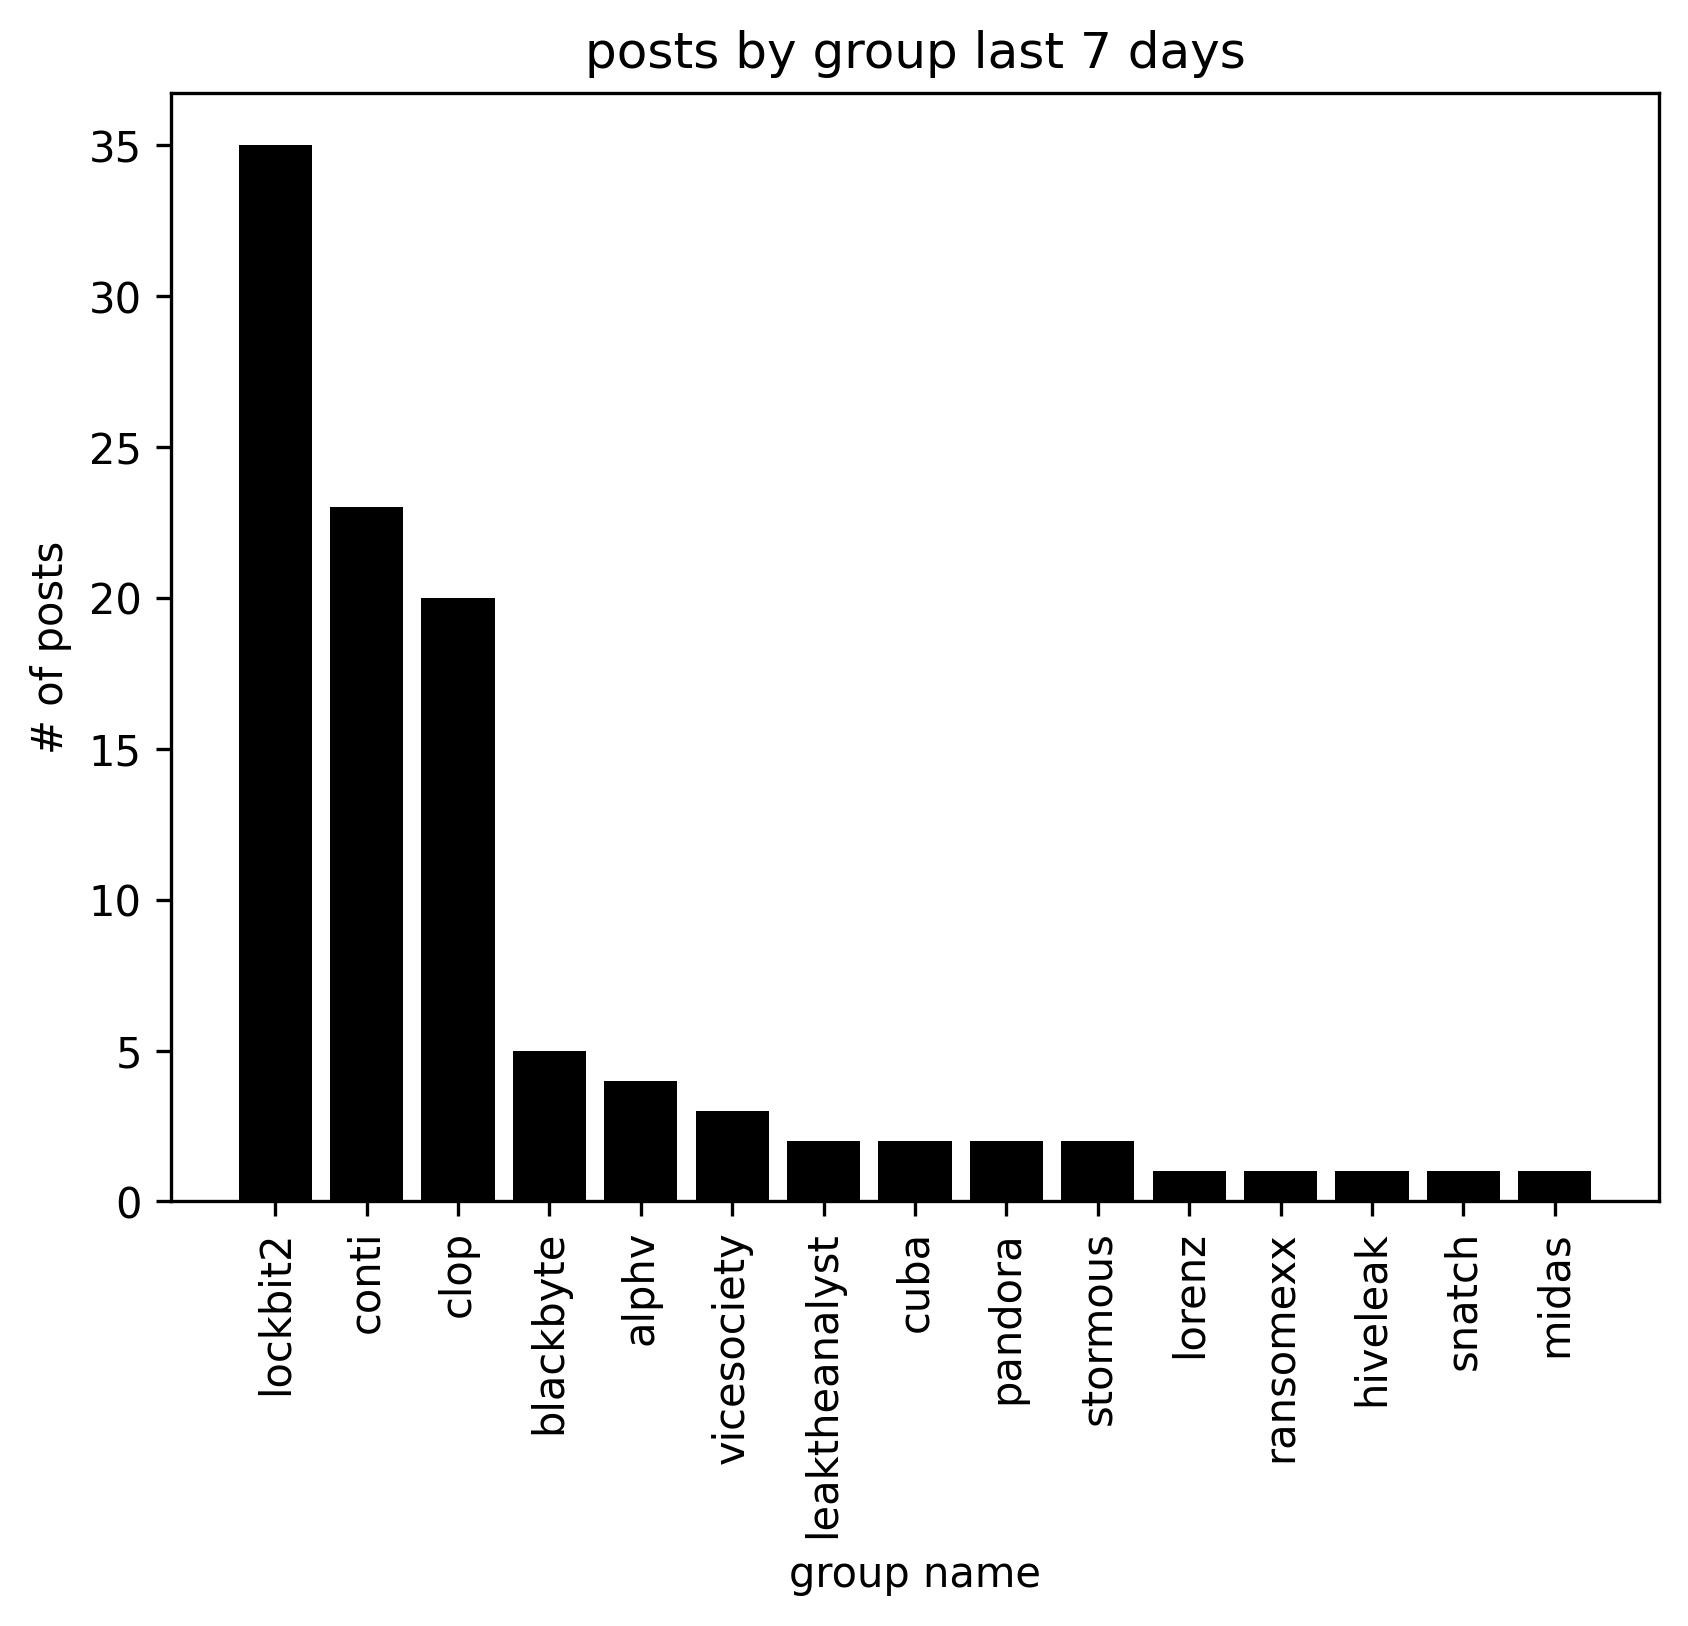 posts by group last 7 days
# of posts
35
30
25
20
15
10
5
0
lockbit2
conti
clop
blackbyte
alphv
vicesociety
leaktheanalyst
cuba
pandora
stormous
lorenz
ransomexx
hiveleak
snatch
midas
group name